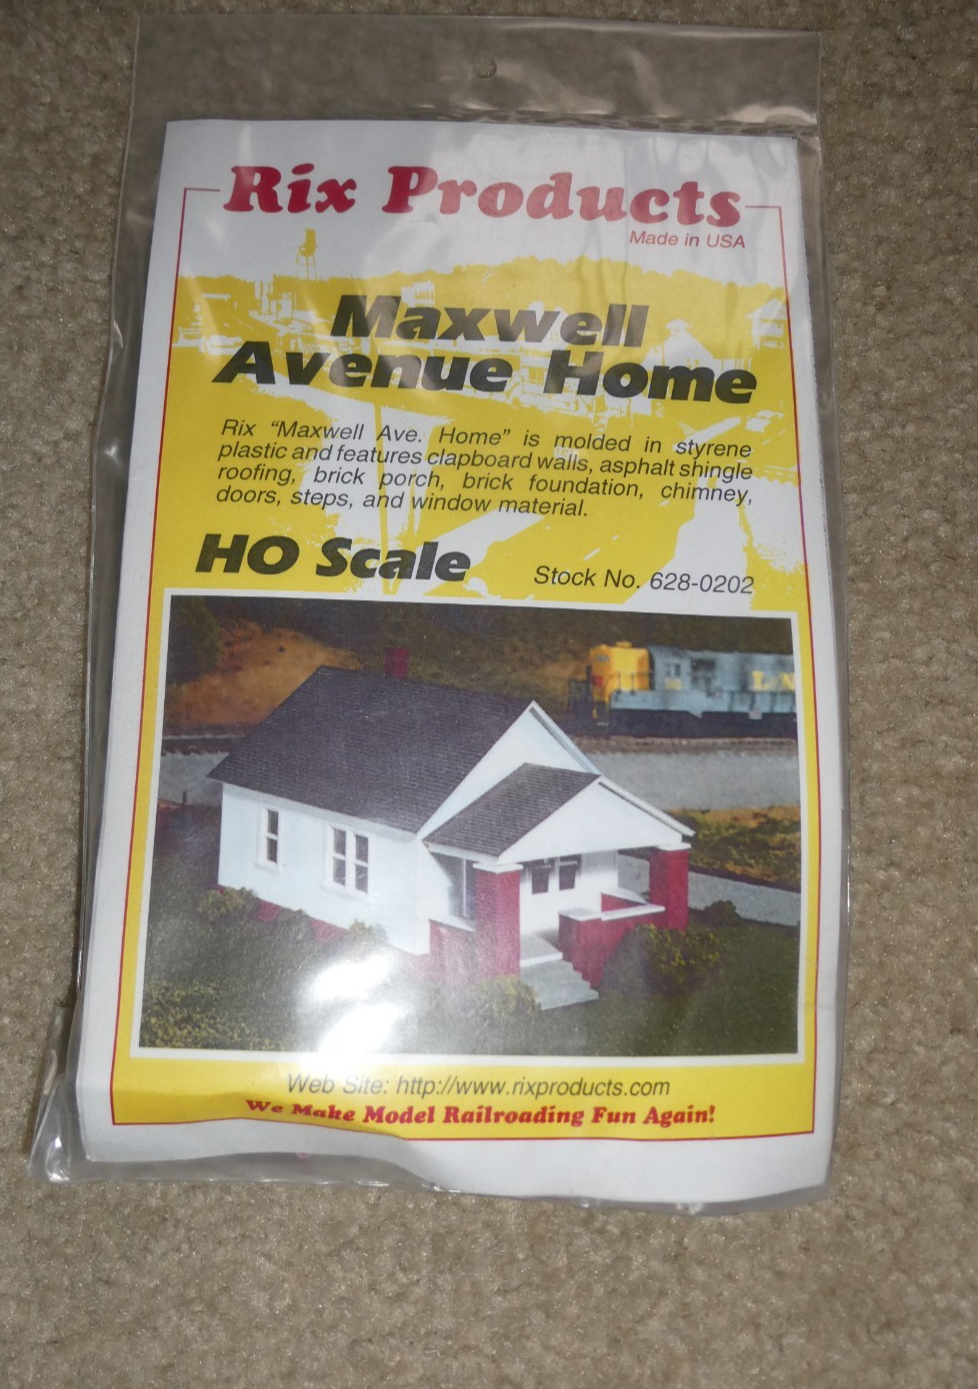 Rix Products
Made in USA
Maxwell
Avenue Home
Rix “Maxwell Ave. Home” is molded in styrene
plastic and features clapboard walls, asphalt shingle
roofing, brick porch, brick foundation, chimney,
doors, steps, and window material.
HO Scale
Stock No. 628-0202
L&N
Web Site: http://www.rixproducts.com
We Make Model Railroading Fun Again!